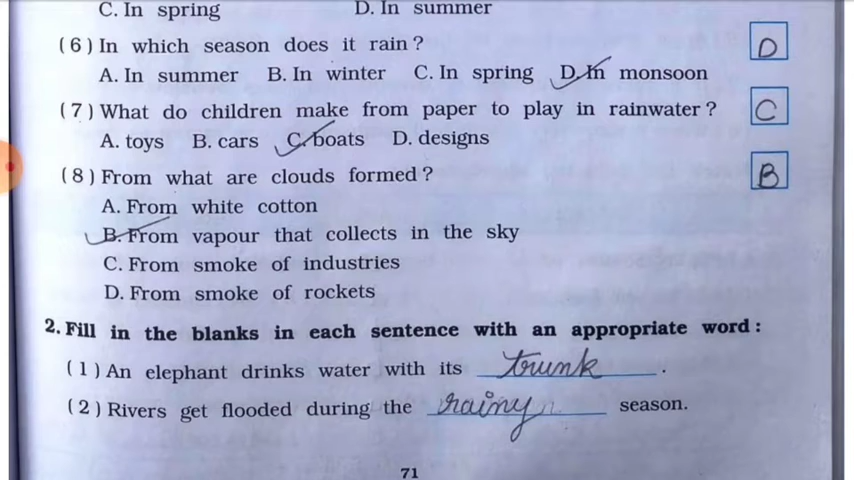 C. In spring D. In summer
(6) In which season does it rain? D
A. In summer B. In winter C. In spring D. In monsoon
(7) What do children make from paper to play in rainwater? C
A. toys B. cars C. boats D. designs
(8) From what are clouds formed? B
A. From white cotton
B. From vapour that collects in the sky
C. From smoke of industries
D. From smoke of rockets
2. Fill in the blanks in each sentence with an appropriate word:
(1) An elephant drinks water with its trunk.
(2) Rivers get flooded during the rainy season.
71